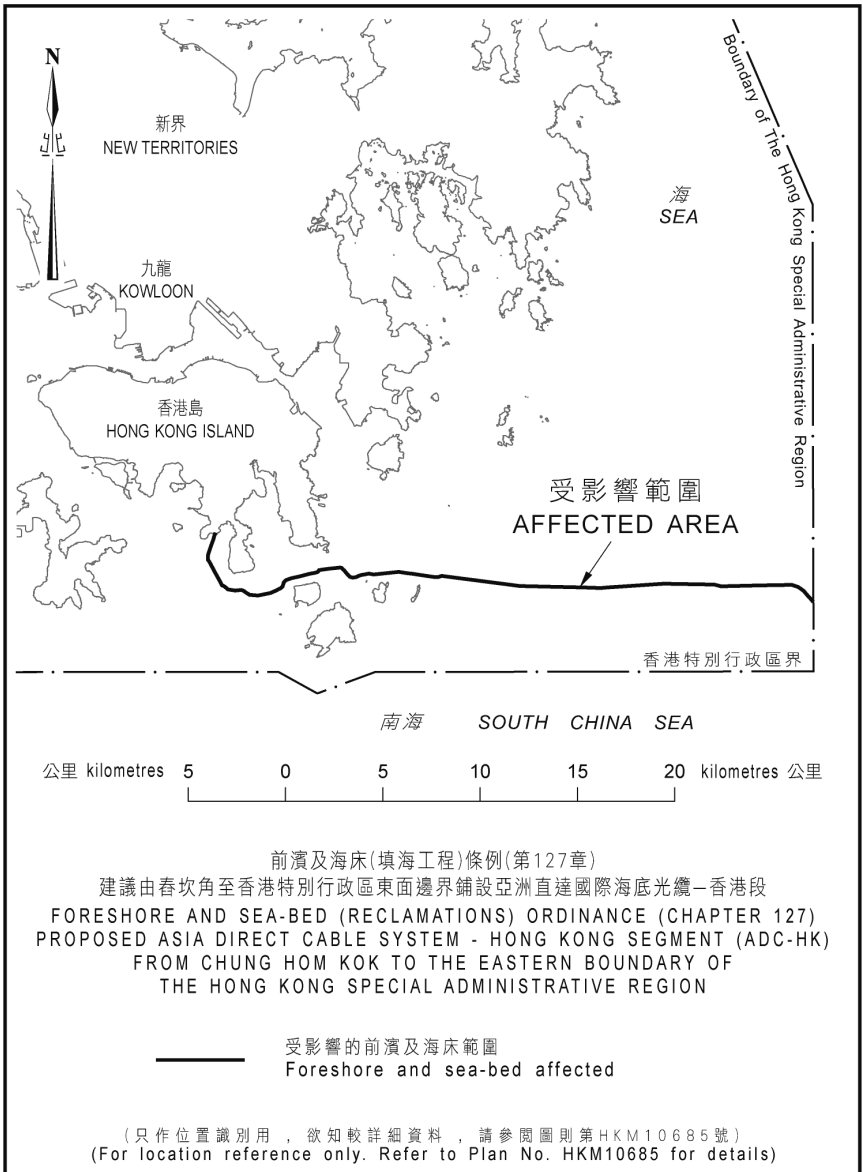 N
新界
NEW TERRITORIES
海
SEA
Boundary of The Hong Kong Special Administrative Region
九龍
KOWLOON
香港島
HONG KONG ISLAND
受影響範圍
AFFECTED AREA
香港特別行政區界
南海 SOUTH CHINA SEA
公里 kilometres 5 0 5 10 15 20 kilometres 公里
前濱及海床(填海工程)條例(第127章)
建議由舂坎角至香港特別行政區東面邊界鋪設亞洲直達國際海底光纜－香港段
FORESHORE AND SEA-BED (RECLAMATIONS) ORDINANCE (CHAPTER 127)
PROPOSED ASIA DIRECT CABLE SYSTEM - HONG KONG SEGMENT (ADC-HK)
FROM CHUNG HOM KOK TO THE EASTERN BOUNDARY OF
THE HONG KONG SPECIAL ADMINISTRATIVE REGION
受影響的前濱及海床範圍
Foreshore and sea-bed affected
(只作位置識別用 , 欲知較詳細資料 , 請參閱圖則第HKM10685號)
(For location reference only. Refer to Plan No. HKM10685 for details)